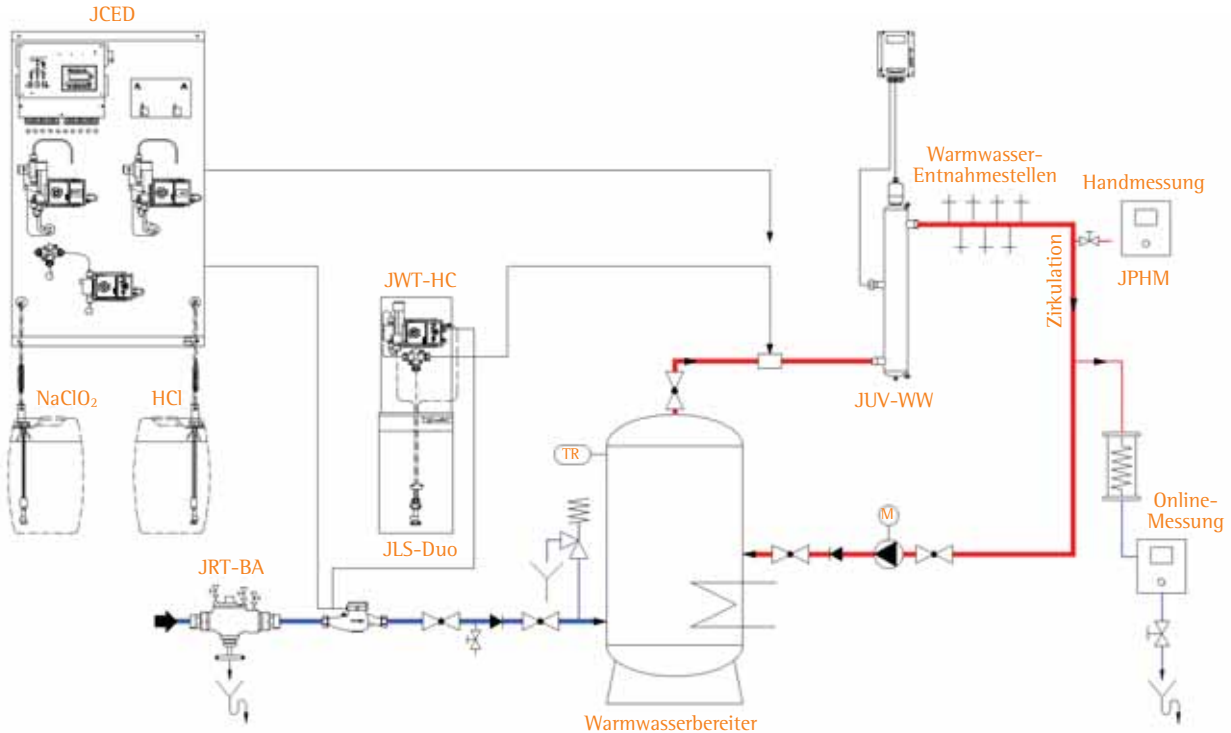 JCED
A A
Warmwasser-
Entnahmestellen
Handmessung
JPHM
Zirkulation
JWT-HC
NaClO₂
HCl
JUV-WW
TR
M
Online-
Messung
JLS-Duo
JRT-BA
Warmwasserbereiter